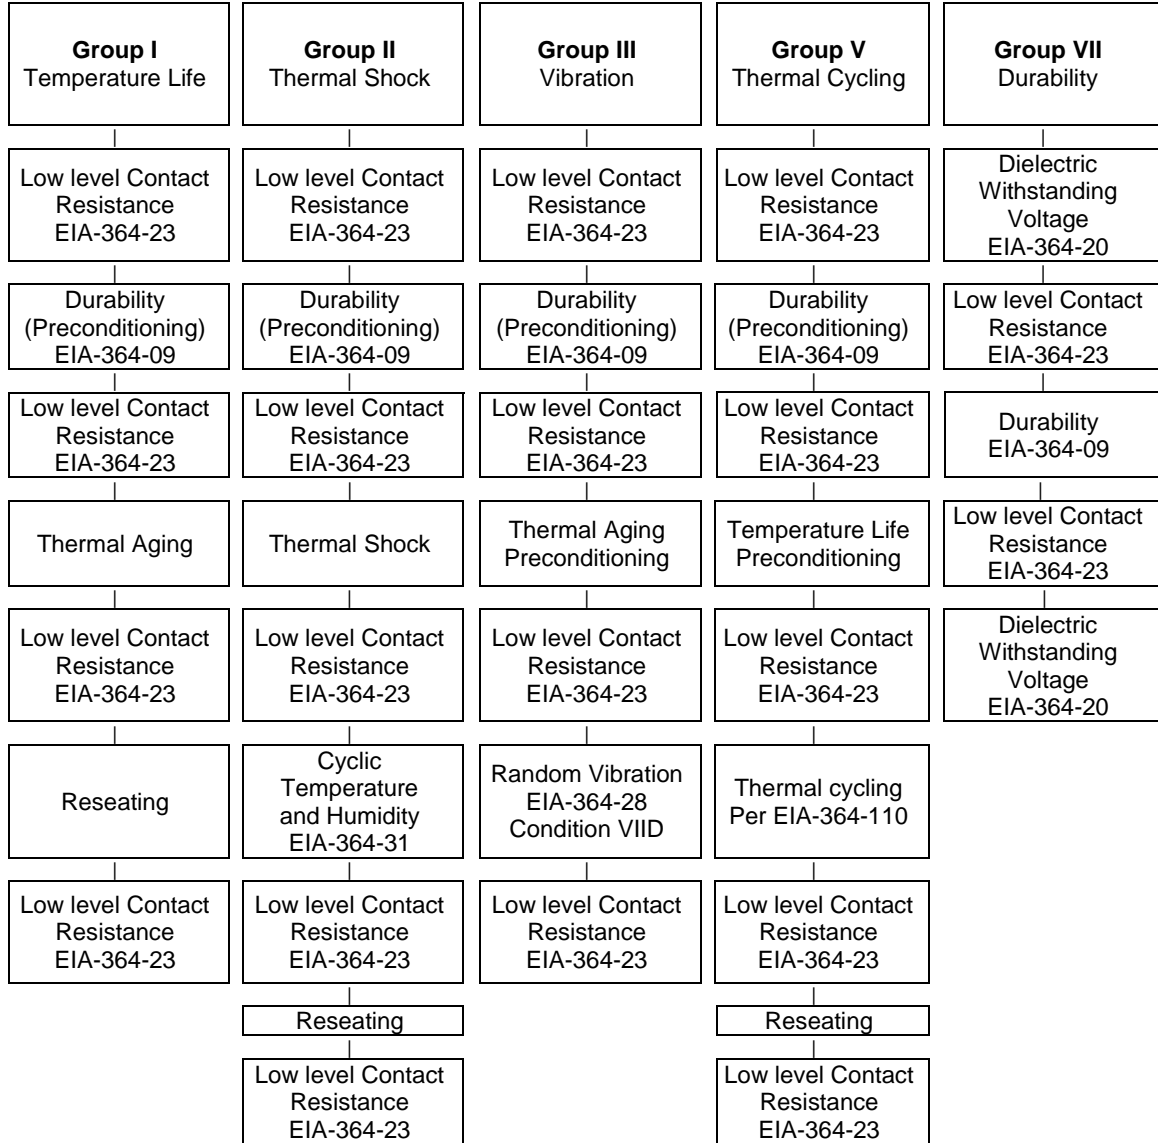 Group I
Temperature Life
Group II
Thermal Shock
Group III
Vibration
Group V
Thermal Cycling
Group VII
Durability
Low level Contact
Resistance
EIA-364-23
Low level Contact
Resistance
EIA-364-23
Low level Contact
Resistance
EIA-364-23
Low level Contact
Resistance
EIA-364-23
Dielectric
Withstanding
Voltage
EIA-364-20
Durability
(Preconditioning)
EIA-364-09
Durability
(Preconditioning)
EIA-364-09
Durability
(Preconditioning)
EIA-364-09
Durability
(Preconditioning)
EIA-364-09
Low level Contact
Resistance
EIA-364-23
Low level Contact
Resistance
EIA-364-23
Low level Contact
Resistance
EIA-364-23
Low level Contact
Resistance
EIA-364-23
Low level Contact
Resistance
EIA-364-23
Durability
EIA-364-09
Thermal Aging
Thermal Shock
Thermal Aging
Preconditioning
Temperature Life
Preconditioning
Low level Contact
Resistance
EIA-364-23
Low level Contact
Resistance
EIA-364-23
Low level Contact
Resistance
EIA-364-23
Low level Contact
Resistance
EIA-364-23
Low level Contact
Resistance
EIA-364-23
Dielectric
Withstanding
Voltage
EIA-364-20
Reseating
Cyclic
Temperature
and Humidity
EIA-364-31
Random Vibration
EIA-364-28
Condition VIID
Thermal cycling
Per EIA-364-110
Low level Contact
Resistance
EIA-364-23
Low level Contact
Resistance
EIA-364-23
Low level Contact
Resistance
EIA-364-23
Low level Contact
Resistance
EIA-364-23
Reseating
Reseating
Low level Contact
Resistance
EIA-364-23
Low level Contact
Resistance
EIA-364-23